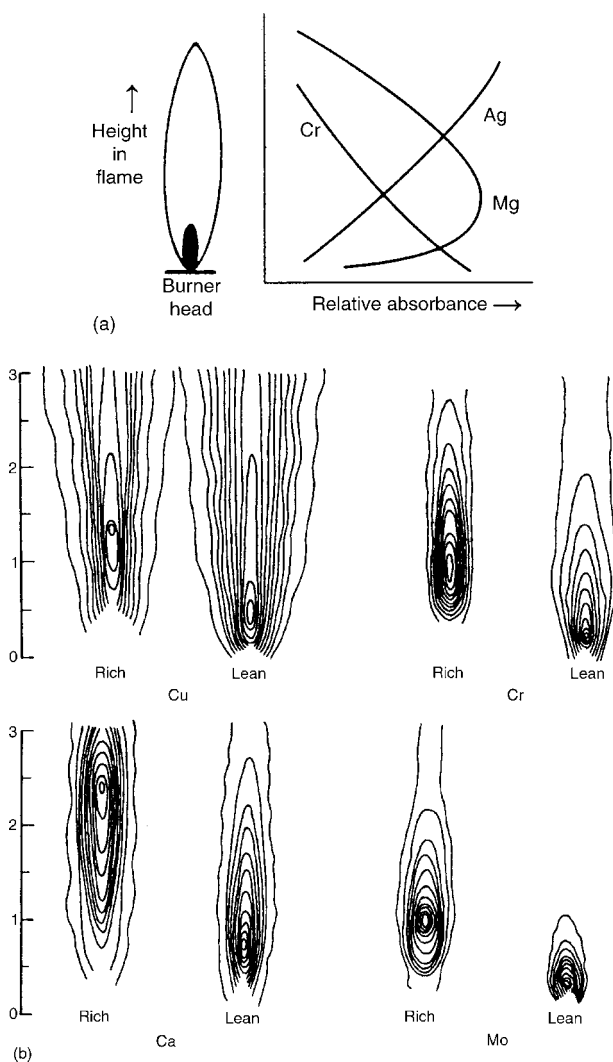 ↑
Height
in
flame
Burner
head
(a)
Cr
Ag
Mg
Relative absorbance →
3
2
1
0
Rich
Lean
Cu
Rich
Lean
Cr
3
2
1
0
Rich
Lean
Ca
Rich
Lean
Mo
(b)